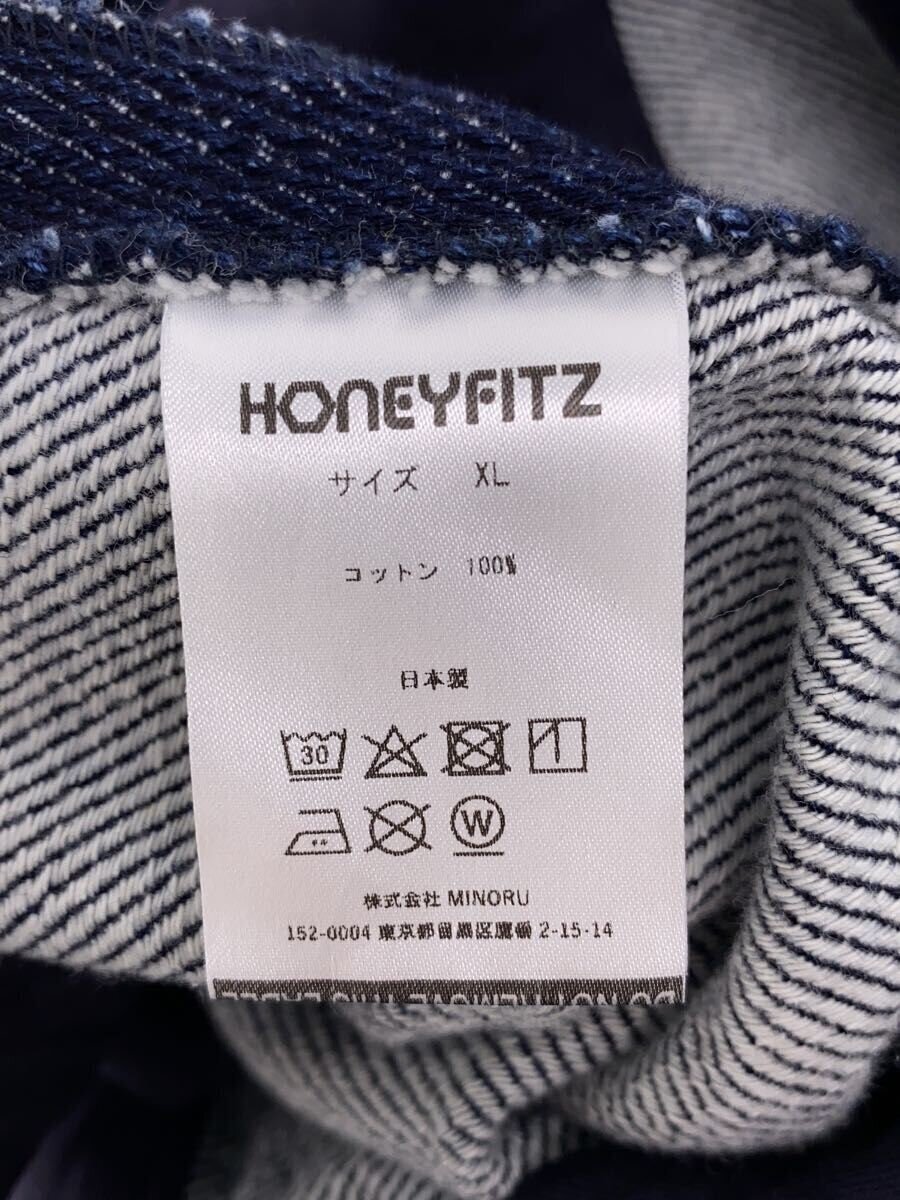 HONEYFITZ
サイズ XL
コットン 100%
日本製
30
W
株式会社 MINORU
152-0004 東京都目黒区鷹番 2-15-14